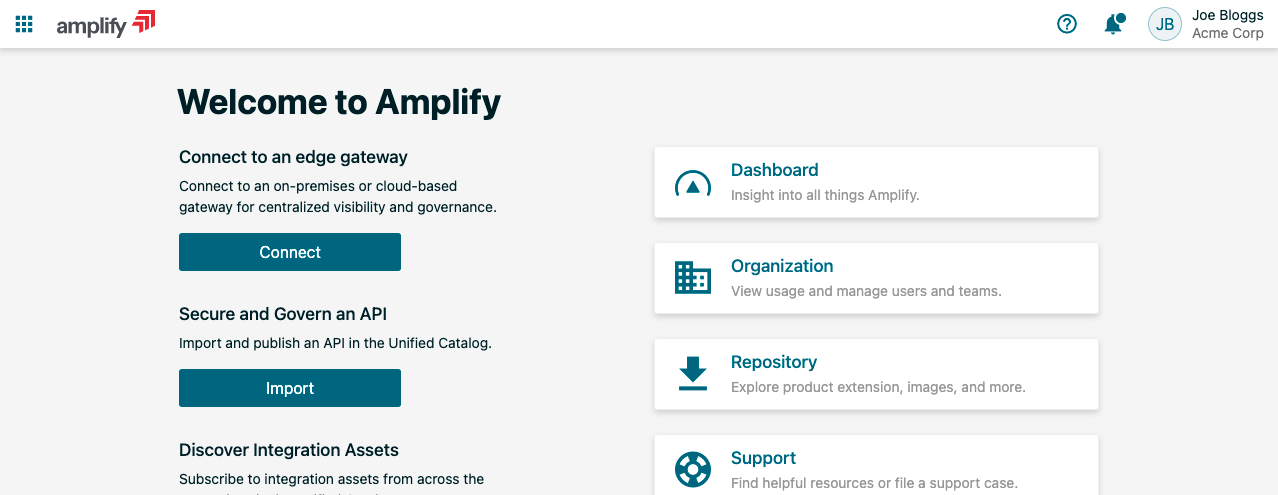 amplify
JB
Joe Bloggs
Acme Corp
Welcome to Amplify
Connect to an edge gateway
Connect to an on-premises or cloud-based
gateway for centralized visibility and governance.
Connect
Secure and Govern an API
Import and publish an API in the Unified Catalog.
Import
Discover Integration Assets
Subscribe to integration assets from across the
Dashboard
Insight into all things Amplify.
Organization
View usage and manage users and teams.
Repository
Explore product extension, images, and more.
Support
Find helpful resources or file a support case.